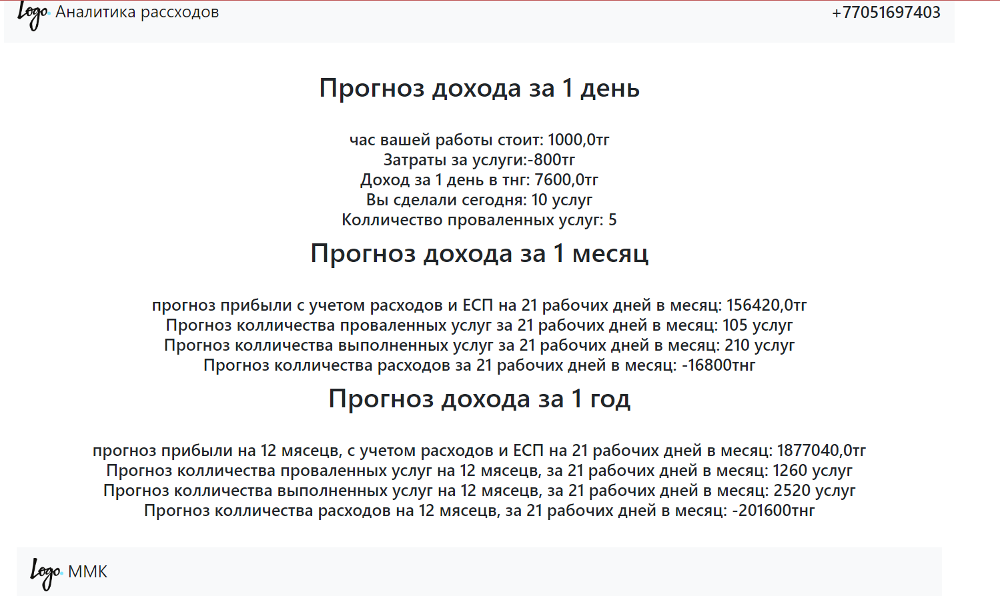 Logo. Аналитика рассходов
+77051697403
Прогноз дохода за 1 день
час вашей работы стоит: 1000,0тг
Затраты за услуги:-800тг
Доход за 1 день в тнг: 7600,0тг
Вы сделали сегодня: 10 услуг
Колличество проваленных услуг: 5
Прогноз дохода за 1 месяц
прогноз прибыли с учетом расходов и ЕСП на 21 рабочих дней в месяц: 156420,0тг
Прогноз колличества проваленных услуг за 21 рабочих дней в месяц: 105 услуг
Прогноз колличества выполненных услуг за 21 рабочих дней в месяц: 210 услуг
Прогноз колличества расходов за 21 рабочих дней в месяц: -16800тнг
Прогноз дохода за 1 год
прогноз прибыли на 12 мясецв, с учетом расходов и ЕСП на 21 рабочих дней в месяц: 1877040,0тг
Прогноз колличества проваленных услуг на 12 мясецв, за 21 рабочих дней в месяц: 1260 услуг
Прогноз колличества выполненных услуг на 12 мясецв, за 21 рабочих дней в месяц: 2520 услуг
Прогноз колличества расходов на 12 мясецв, за 21 рабочих дней в месяц: -201600тнг
Logo. ММК